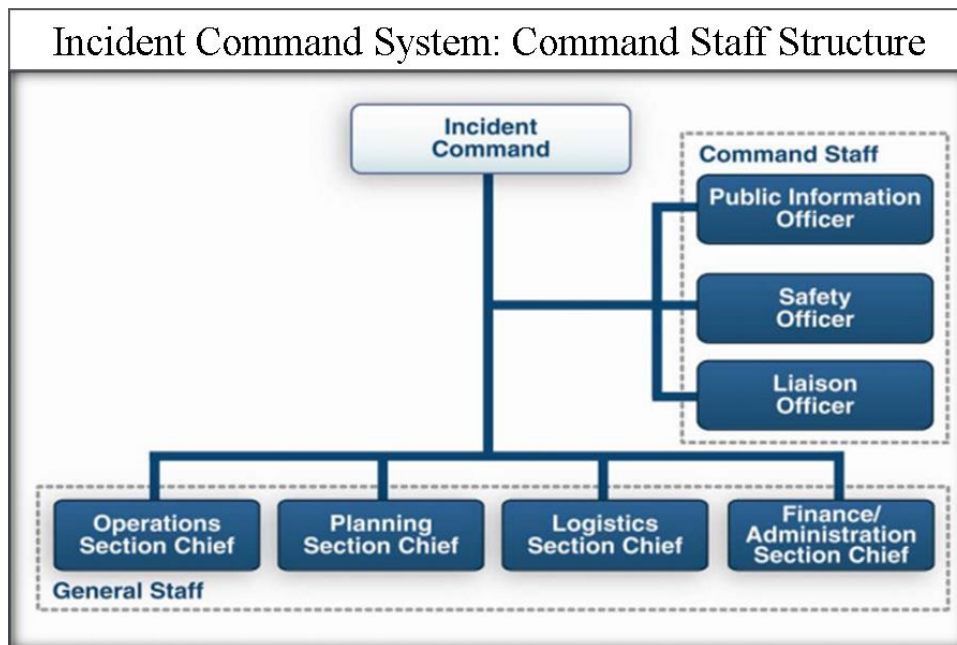 Incident Command System: Command Staff Structure
Incident
Command
Command Staff
Public Information
Officer
Safety
Officer
Liaison
Officer
Operations
Section Chief
Planning
Section Chief
Logistics
Section Chief
Finance/
Administration
Section Chief
General Staff